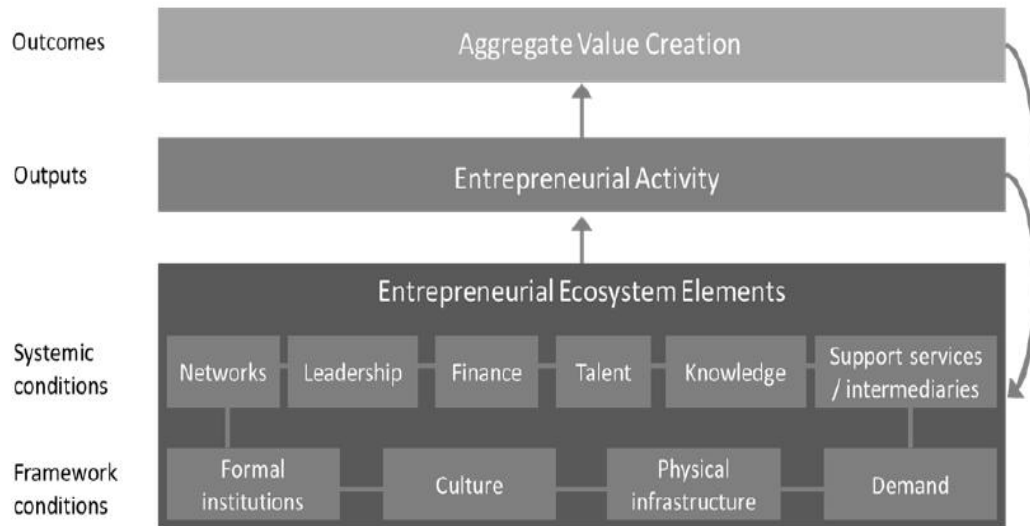 Outcomes
Aggregate Value Creation
Outputs
Entrepreneurial Activity
Entrepreneurial Ecosystem Elements
Systemic
conditions
Networks
Leadership
Finance
Talent
Knowledge
Support services
/ intermediaries
Framework
conditions
Formal
institutions
Culture
Physical
infrastructure
Demand